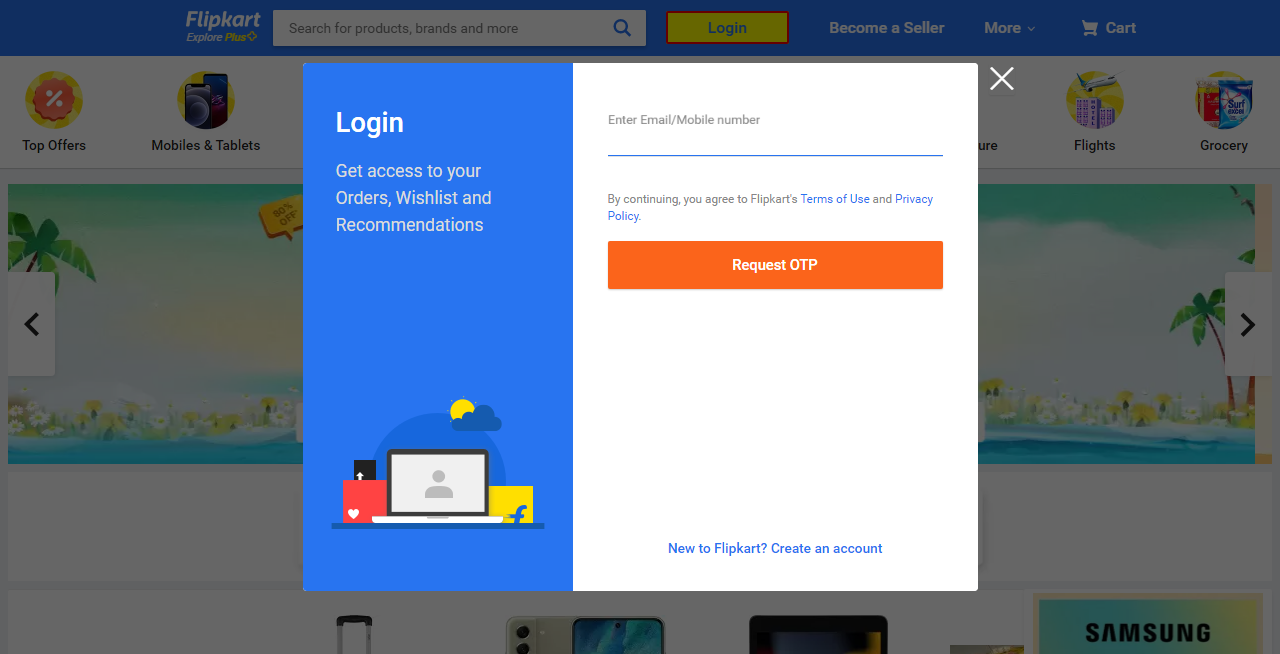 Flipkart
Explore Plus
Search for products, brands and more
Login
Become a Seller
More
Cart
Top Offers
Mobiles & Tablets
ure
Flights
Grocery
HOTEL
Surf
excel
80%
OFF
Login
Get access to your
Orders, Wishlist and
Recommendations
Enter Email/Mobile number
By continuing, you agree to Flipkart's Terms of Use and Privacy
Policy.
Request OTP
New to Flipkart? Create an account
SAMSUNG